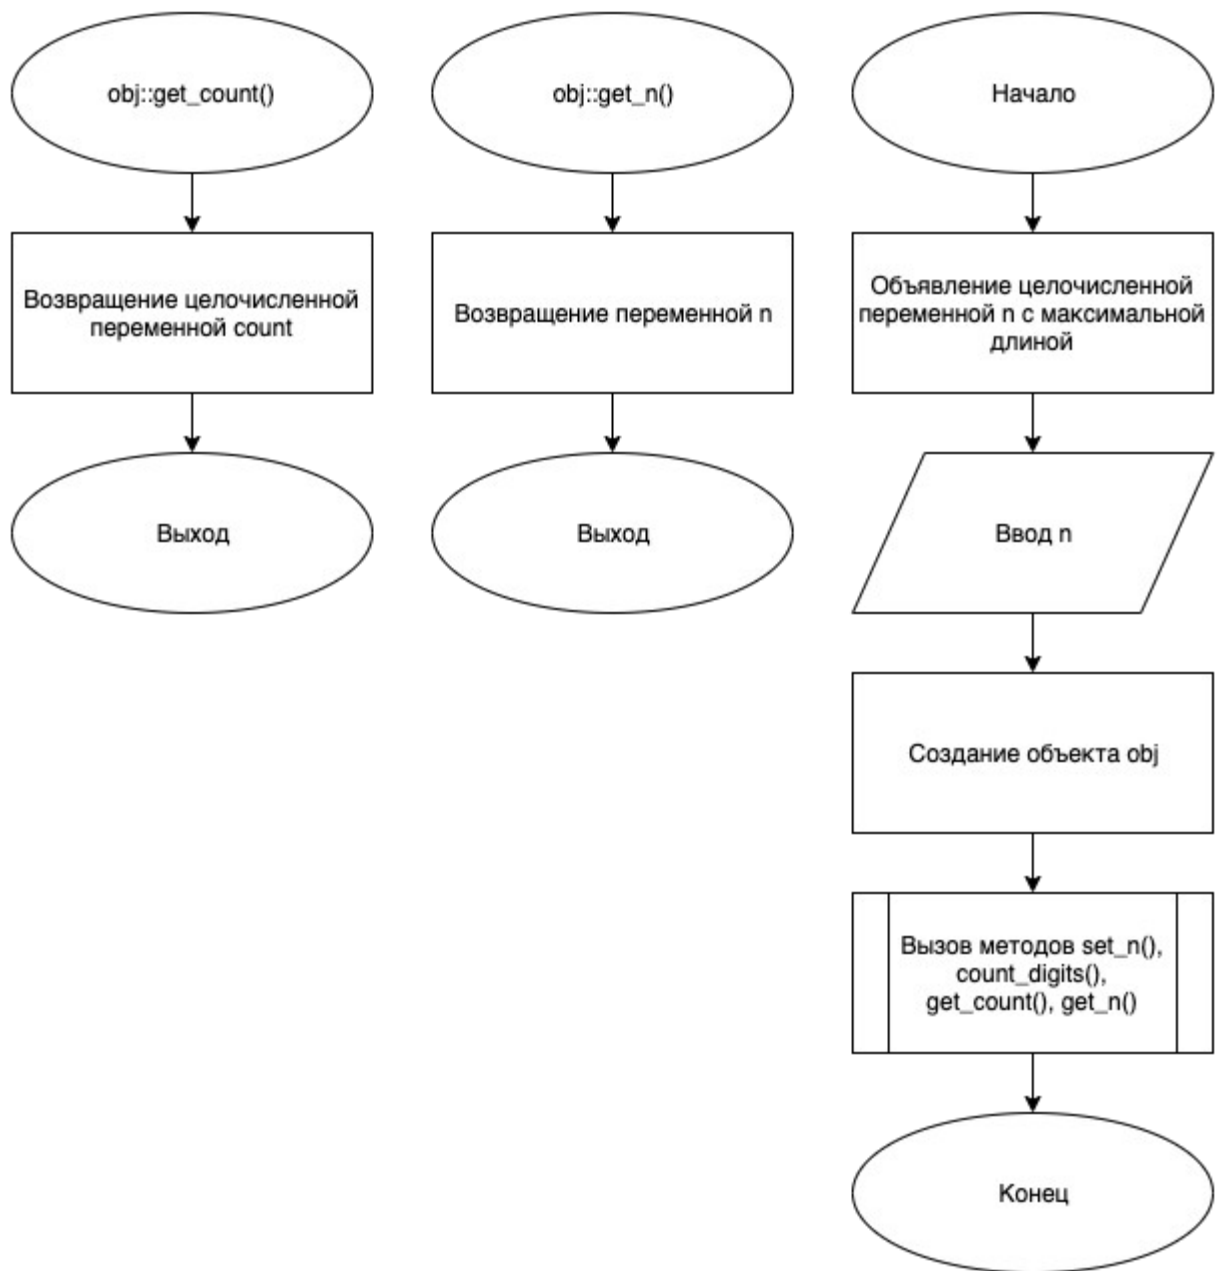 obj::get_count()
Возвращение целочисленной
переменной count
Выход
obj::get_n()
Возвращение переменной n
Выход
Начало
Объявление целочисленной
переменной n с максимальной
длиной
Ввод n
Создание объекта obj
Вызов методов set_n(),
count_digits(),
get_count(), get_n()
Конец